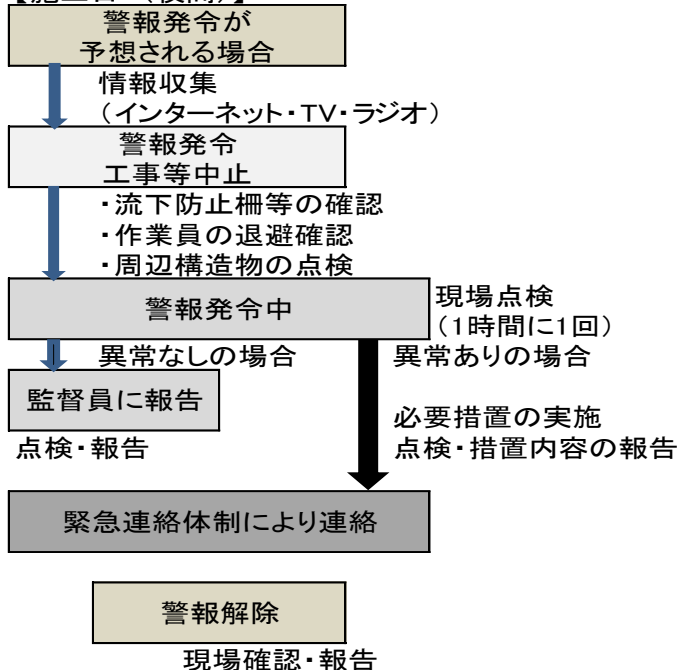 警報発令が
予想される場合
情報収集
（インターネット・TV・ラジオ）
警報発令
工事等中止
・流下防止柵等の確認
・作業員の退避確認
・周辺構造物の点検
警報発令中
現場点検
（1時間に1回）
異常なしの場合
異常ありの場合
監督員に報告
点検・報告
必要措置の実施
点検・措置内容の報告
緊急連絡体制により連絡
警報解除
現場確認・報告